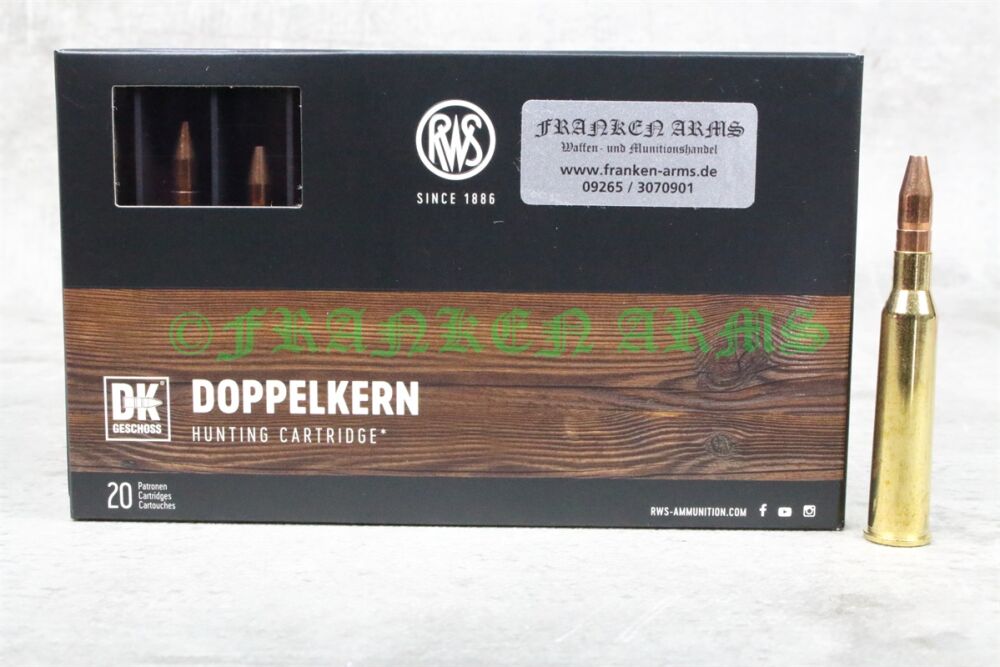 RWS
SINCE 1886
FRANKEN ARMS
Waffen- und Munitionshandel
www.franken-arms.de
09265 / 3070901
©FRANKEN ARMS
DK
GESCHOSS
DOPPELKERN
HUNTING CARTRIDGE*
20
Patronen
Cartridges
Cartouches
RWS-AMMUNITION.COM